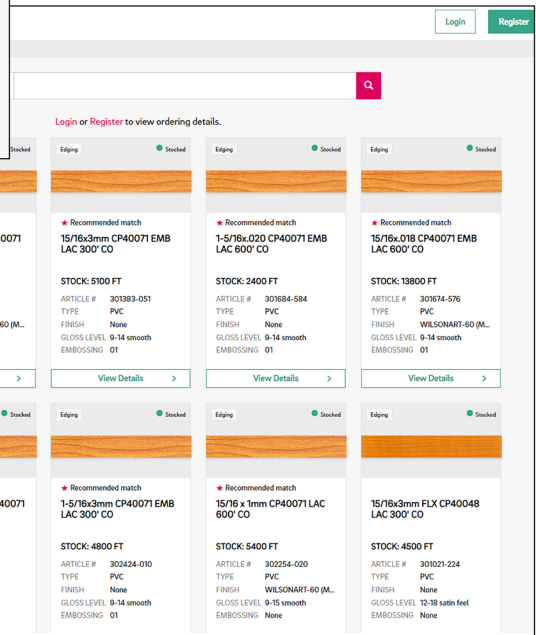 Login
Register
Login or Register to view ordering details.
Stocked
Edging
Stocked
Edging
Stocked
Edging
Stocked
0071
60 (M...
★ Recommended match
15/16x3mm CP40071 EMB
LAC 300' CO
STOCK: 5100 FT
ARTICLE # 301383-051
TYPE PVC
FINISH None
GLOSS LEVEL 9-14 smooth
EMBOSSING 01
View Details >
★ Recommended match
1-5/16x.020 CP40071 EMB
LAC 600' CO
STOCK: 2400 FT
ARTICLE # 301684-584
TYPE PVC
FINISH None
GLOSS LEVEL 9-14 smooth
EMBOSSING 01
View Details >
★ Recommended match
15/16x.018 CP40071 EMB
LAC 600' CO
STOCK: 13800 FT
ARTICLE # 301674-576
TYPE PVC
FINISH WILSONART-60 (M...
GLOSS LEVEL 9-14 smooth
EMBOSSING 01
View Details >
Stocked
40071
Edging
Stocked
★ Recommended match
1-5/16x3mm CP40071 EMB
LAC 300' CO
STOCK: 4800 FT
ARTICLE # 302424-010
TYPE PVC
FINISH None
GLOSS LEVEL 9-14 smooth
EMBOSSING 01
Edging
Stocked
★ Recommended match
15/16 x 1mm CP40071 LAC
600' CO
STOCK: 5400 FT
ARTICLE # 302254-020
TYPE PVC
FINISH WILSONART-60 (M...
GLOSS LEVEL 9-15 smooth
EMBOSSING None
Edging
Stocked
15/16x3mm FLX CP40048
LAC 300' CO
STOCK: 4500 FT
ARTICLE # 301021-224
TYPE PVC
FINISH None
GLOSS LEVEL 12-18 satin feel
EMBOSSING None